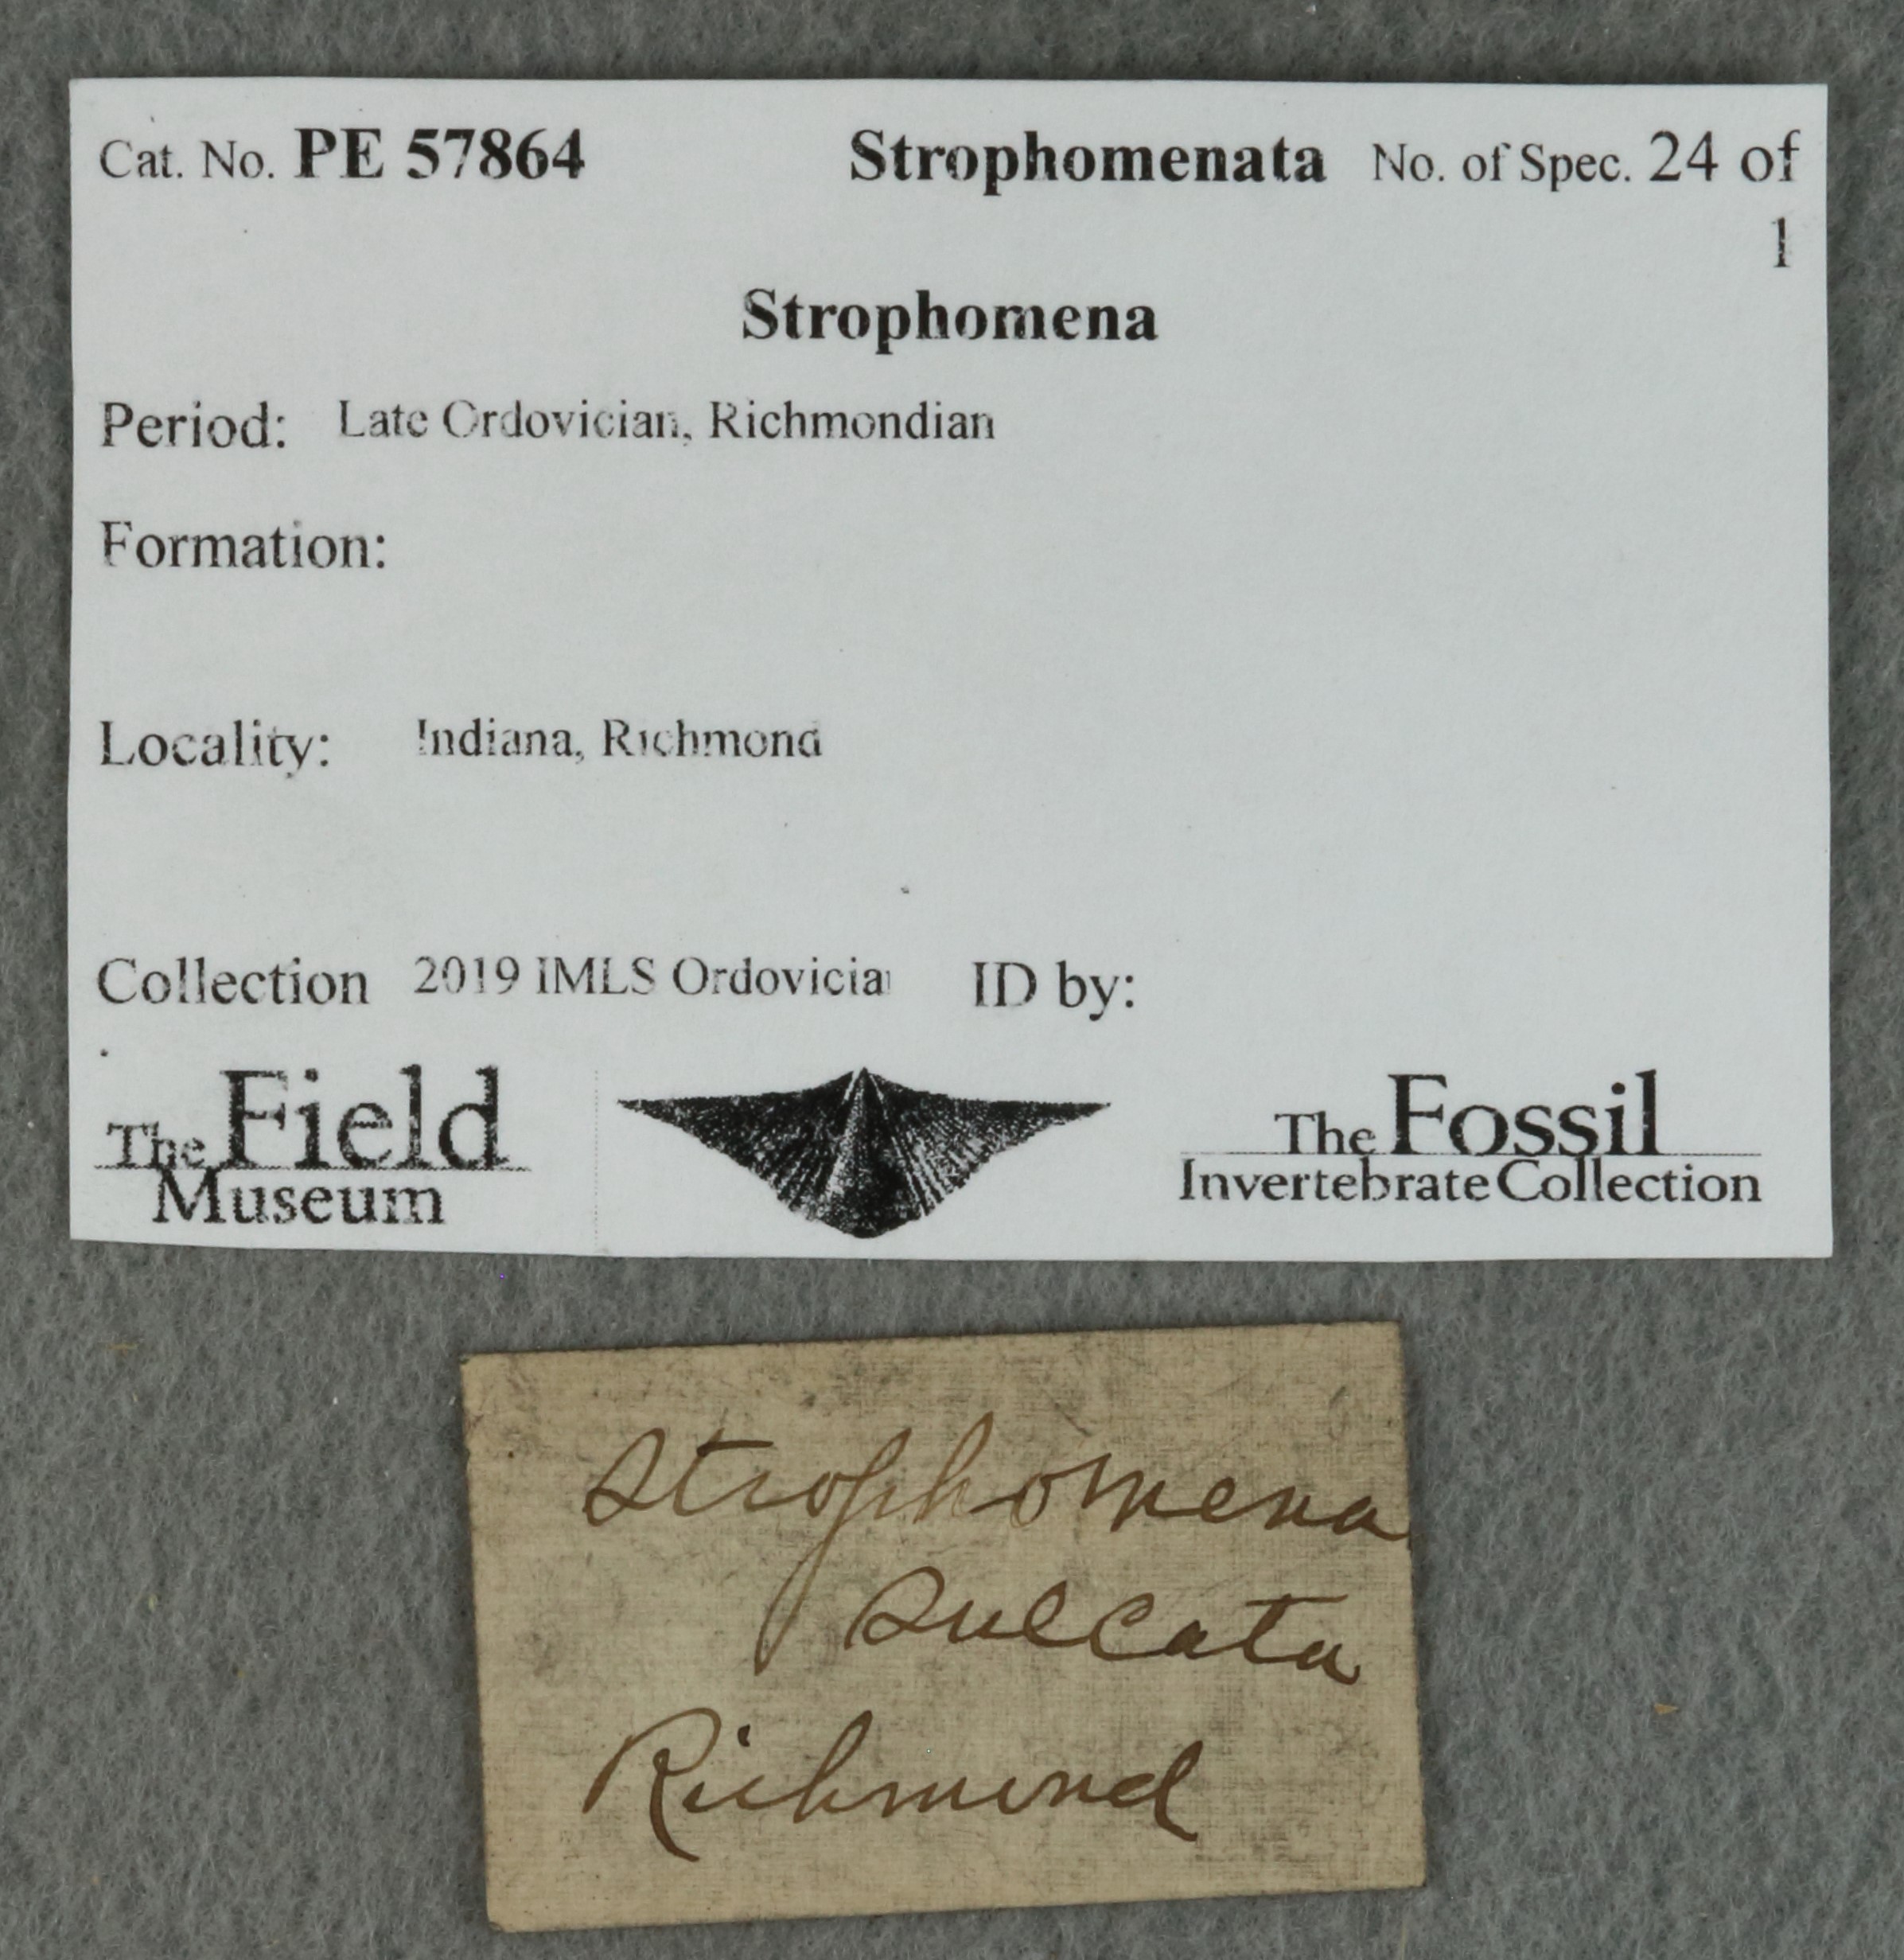 Cat. No. PE 57864 Strophomenata No. of Spec. 24 of
1
Strophomena
Period: Late Ordovician, Richmondian
Formation:
Locality: Indiana, Richmond
Collection 2019 IMLS Ordovicia ID by:
The Field
Museum
The Fossil
Invertebrate Collection
Strophomena
sulcata
Richmond